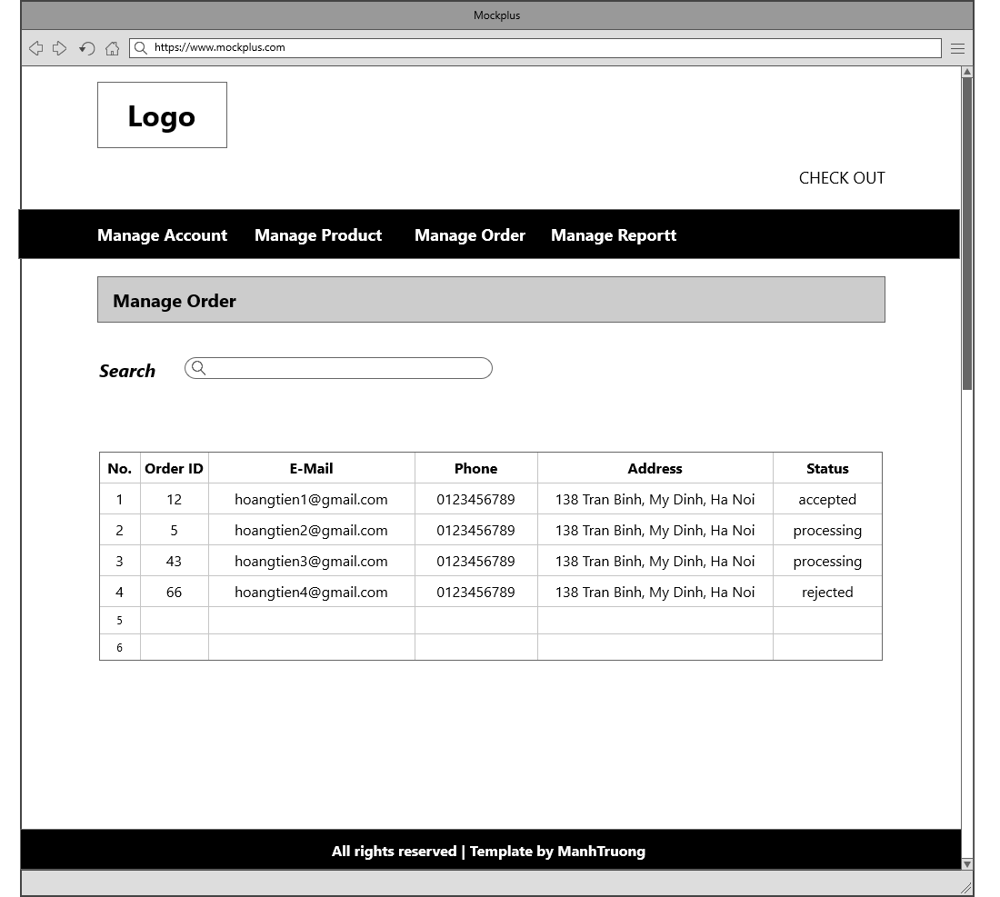 Mockplus
https://www.mockplus.com
Logo
CHECK OUT
Manage Account Manage Product Manage Order Manage Reportt
Manage Order
Search
No. Order ID E-Mail Phone Address Status
1 12 hoangtien1@gmail.com 0123456789 138 Tran Binh, My Dinh, Ha Noi accepted
2 5 hoangtien2@gmail.com 0123456789 138 Tran Binh, My Dinh, Ha Noi processing
3 43 hoangtien3@gmail.com 0123456789 138 Tran Binh, My Dinh, Ha Noi processing
4 66 hoangtien4@gmail.com 0123456789 138 Tran Binh, My Dinh, Ha Noi rejected
5
6
All rights reserved | Template by ManhTruong